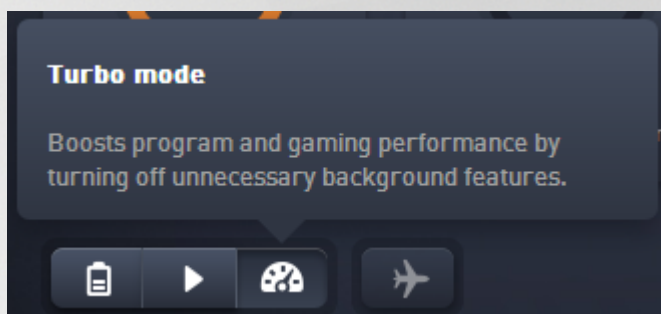 Turbo mode
Boosts program and gaming performance by
turning off unnecessary background features.